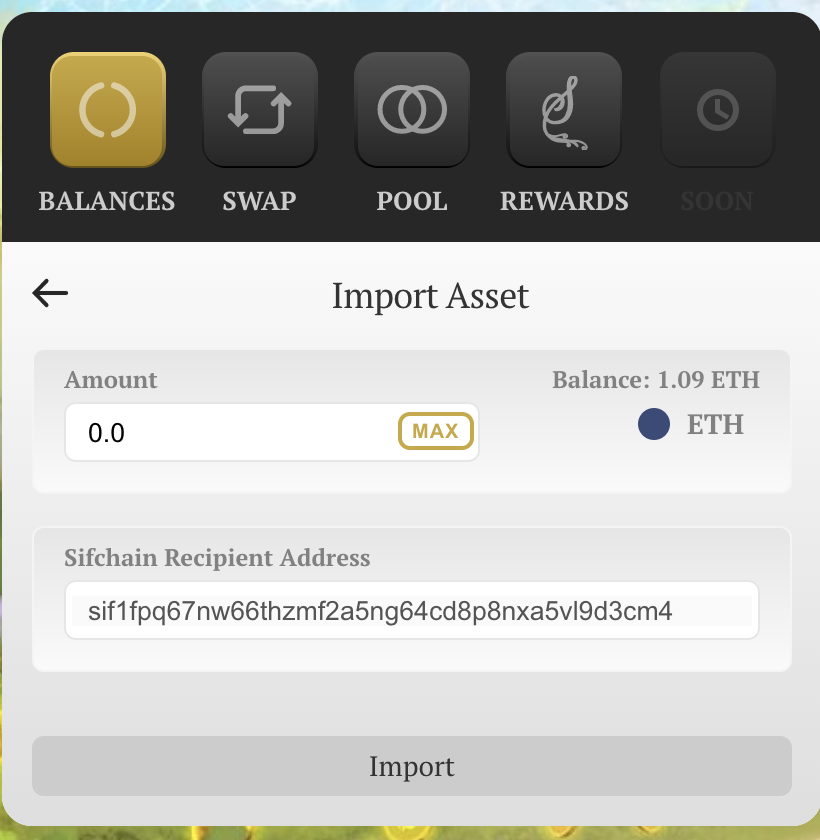 BALANCES SWAP POOL REWARDS SOON
Import Asset
Amount Balance: 1.09 ETH
0.0 MAX ETH
Sifchain Recipient Address
sif1fpq67nw66thzmf2a5ng64cd8p8nxa5vl9d3cm4
Import